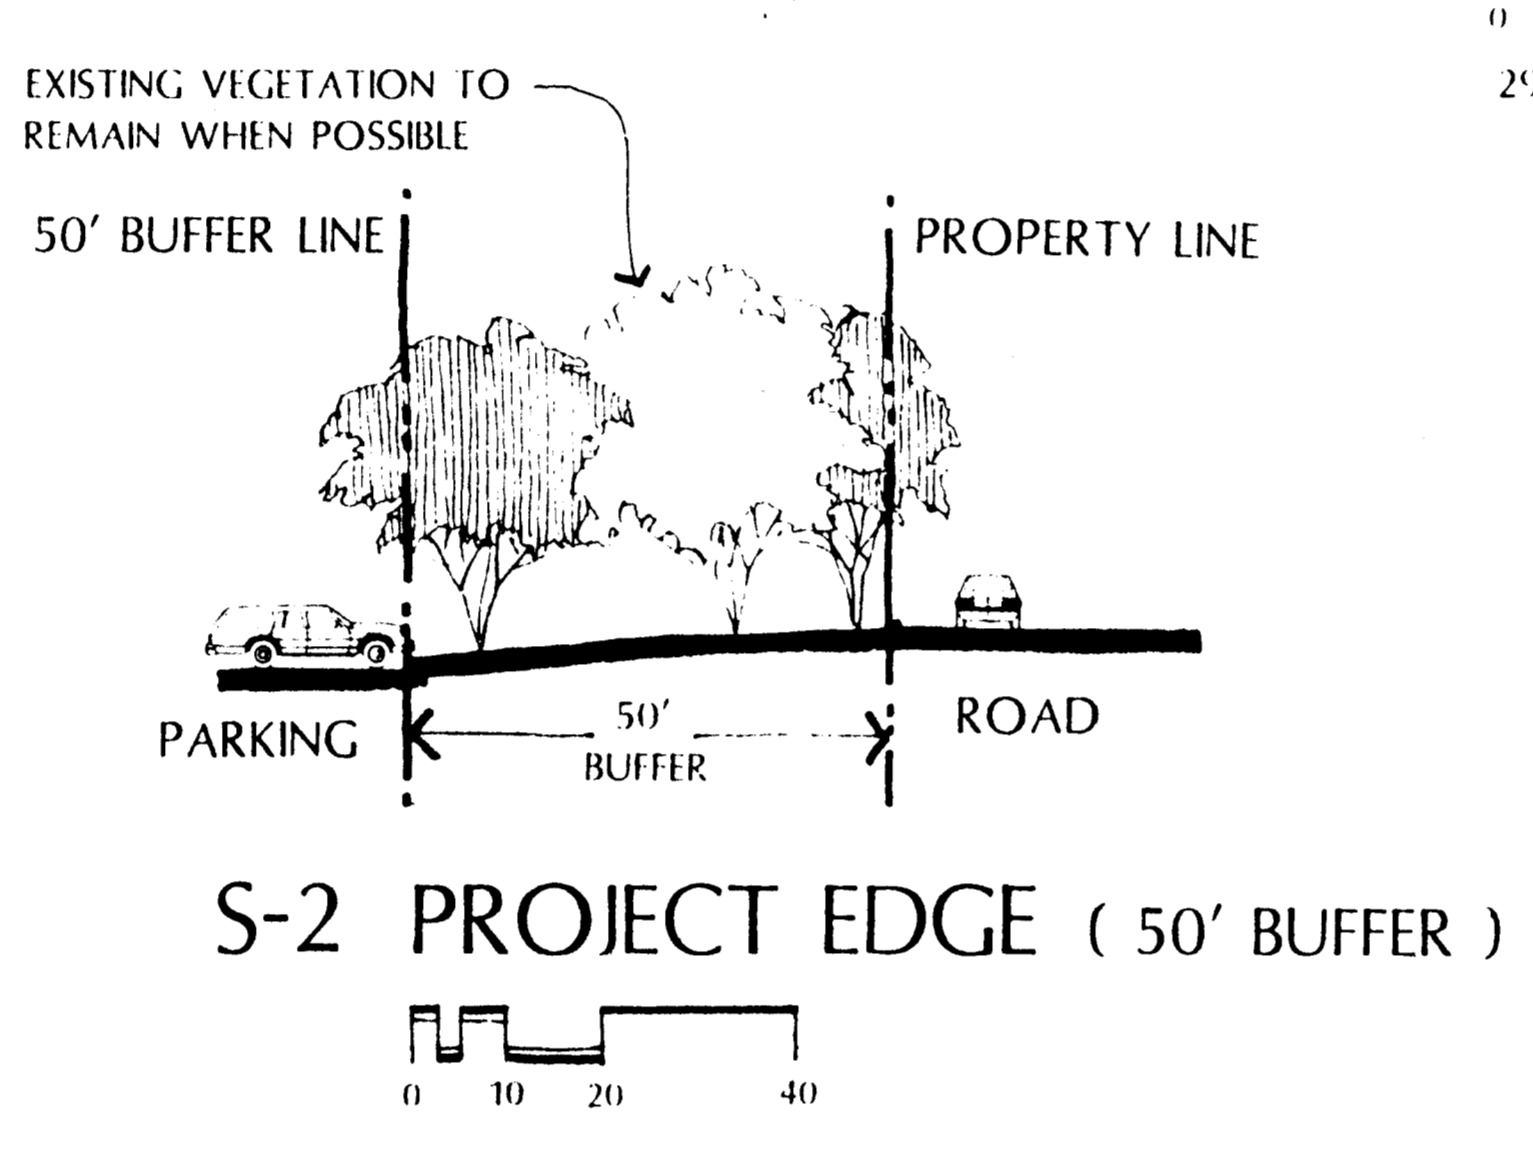 0
EXISTING VEGETATION TO
REMAIN WHEN POSSIBLE
50' BUFFER LINE
PROPERTY LINE
PARKING
50'
BUFFER
ROAD
S-2 PROJECT EDGE ( 50' BUFFER )
0 10 20 40